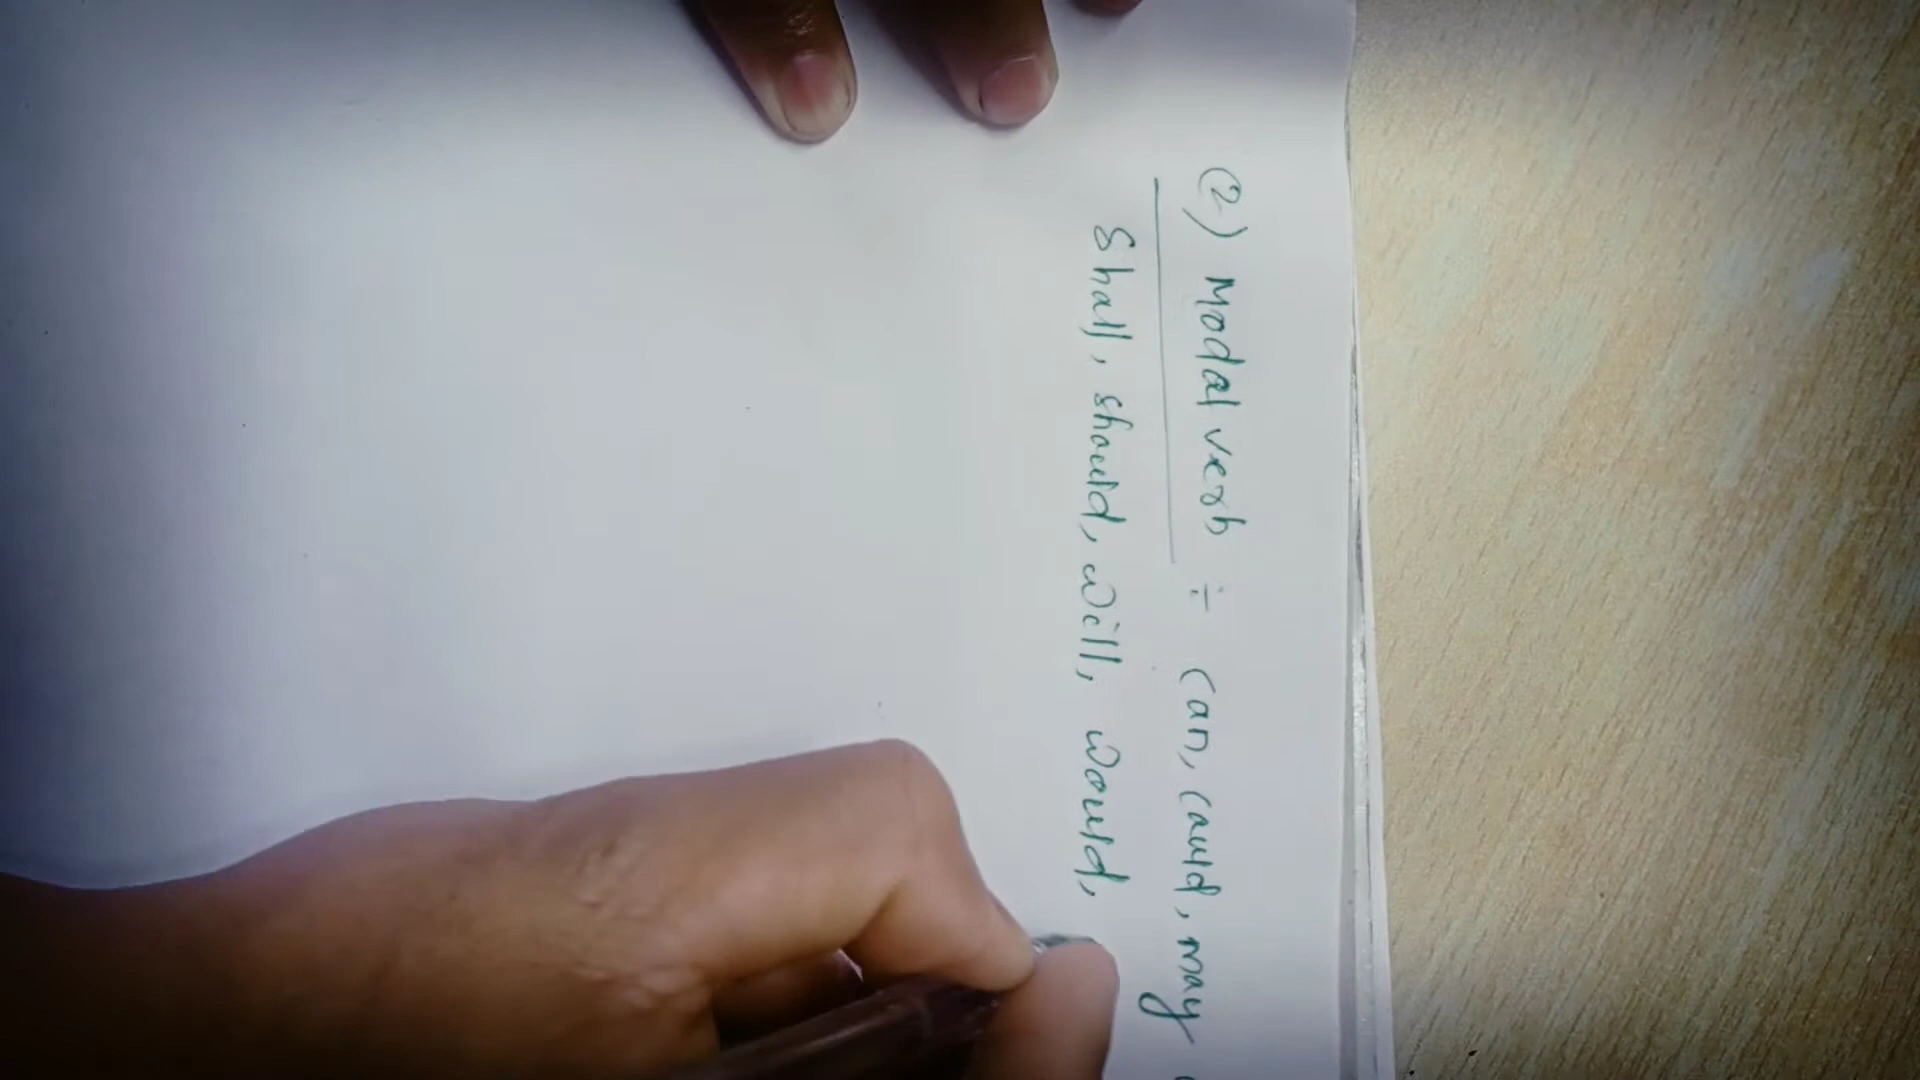 (2) Modal verb ÷ can, could, may
Shall, should, will, would,